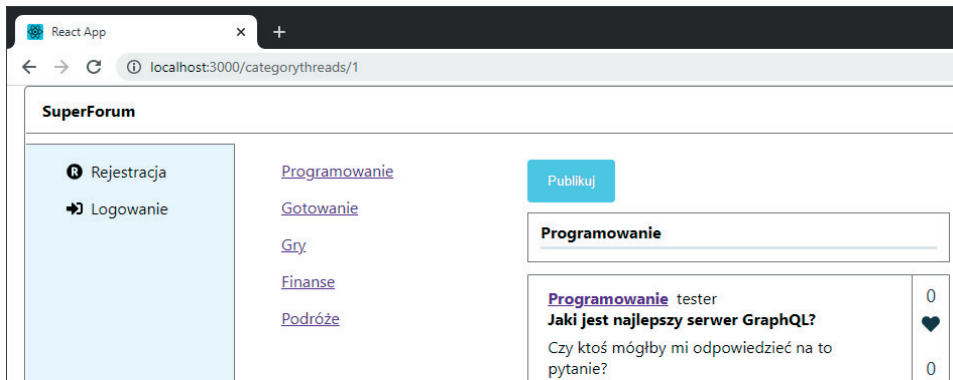 React App
localhost:3000/categorythreads/1
SuperForum
Rejestracja
Logowanie
Programowanie
Gotowanie
Gry
Finanse
Podróże
Publikuj
Programowanie
Programowanie tester
Jaki jest najlepszy serwer GraphQL?
Czy ktoś mógłby mi odpowiedzieć na to
pytanie?
0
0